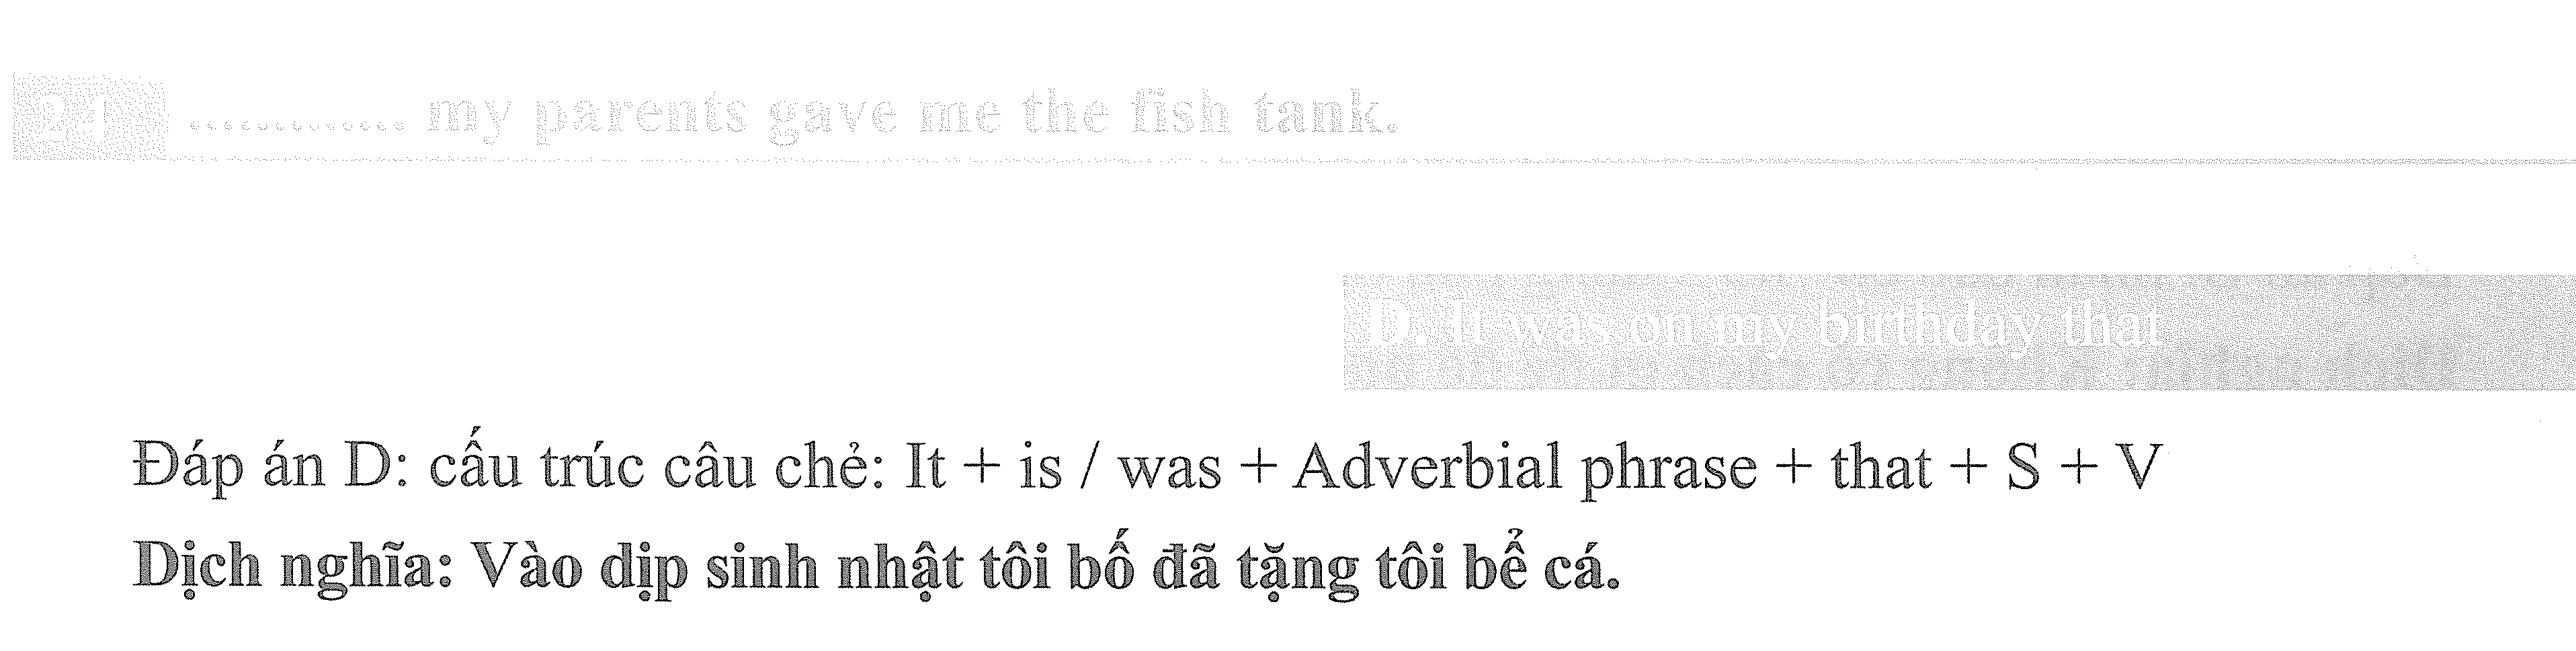 24 .............. my parents gave me the fish tank.
D. It was on my birthday that
Đáp án D: cấu trúc câu chẻ: It + is / was + Adverbial phrase + that + S + V
Dịch nghĩa: Vào dịp sinh nhật tôi bố đã tặng tôi bể cá.